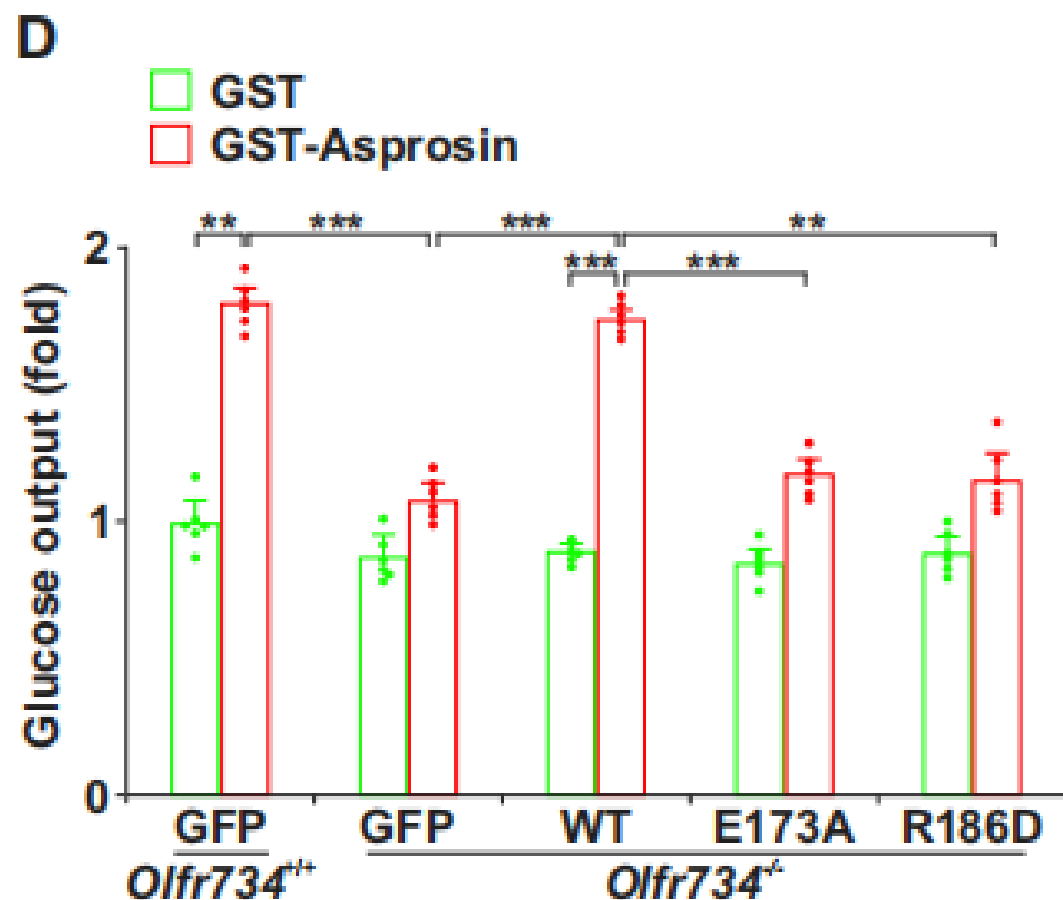 D
GST
GST-Asprosin
** *** *** **
*** ***
Glucose output (fold)
2
1
0
GFP GFP WT E173A R186D
Olfr734+/+ Olfr734-/-